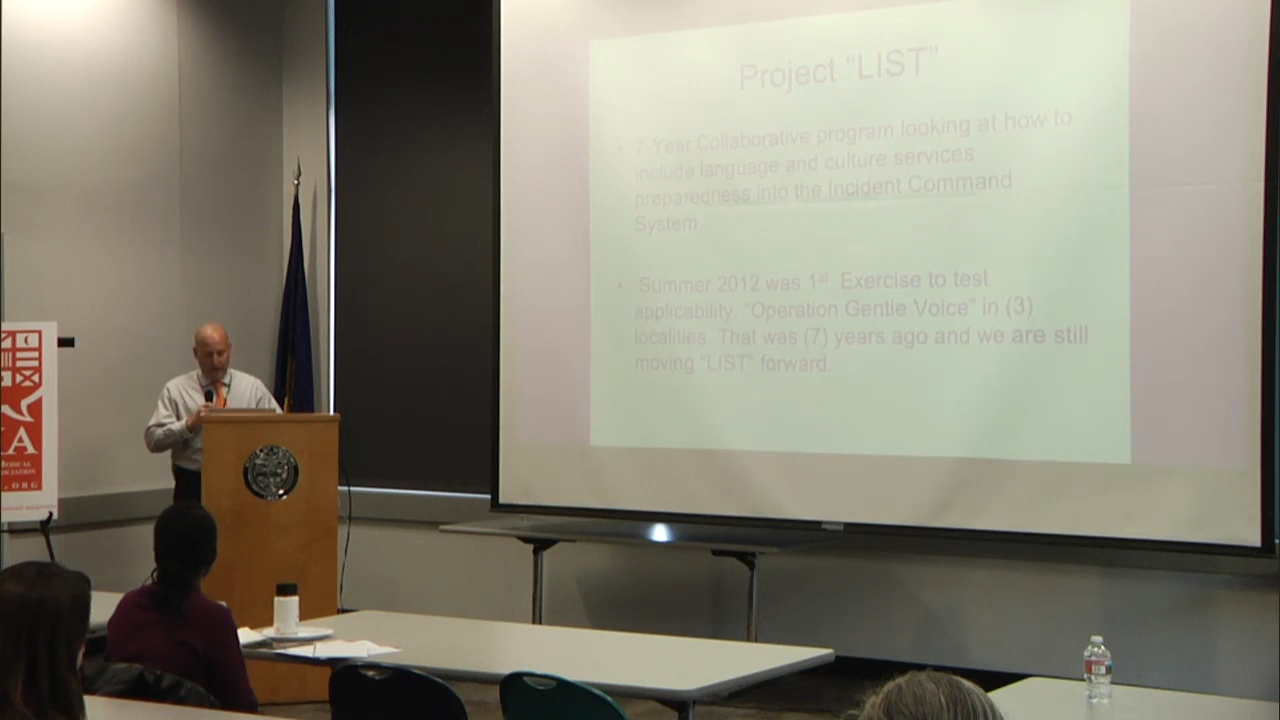 Project “LIST”
• 7-Year Collaborative program looking at how to
include language and culture services
preparedness into the Incident Command
System.
• Summer 2012 was 1st Exercise to test
applicability. “Operation Gentle Voice” in (3)
localities. That was (7) years ago and we are still
moving “LIST” forward.
A